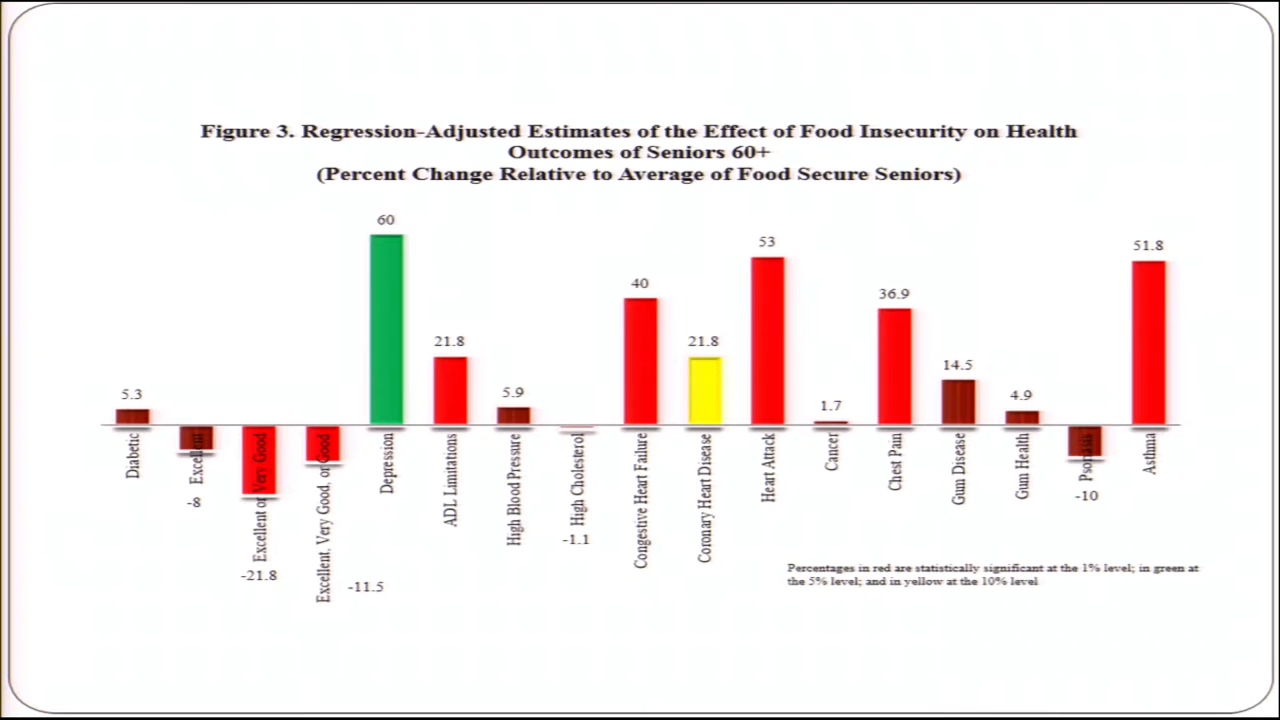 Figure 3. Regression-Adjusted Estimates of the Effect of Food Insecurity on Health
Outcomes of Seniors 60+
(Percent Change Relative to Average of Food Secure Seniors)
60
53
51.8
40
36.9
21.8
21.8
14.5
5.3
5.9
4.9
1.7
Diabetic
Excellent
Excellent or Very Good
Excellent, Very Good, or Good
Depression
ADL Limitations
High Blood Pressure
High Cholesterol
Congestive Heart Failure
Coronary Heart Disease
Heart Attack
Cancer
Chest Pain
Gum Disease
Gum Health
Psoriasis
Asthma
-8
-10
-1.1
-21.8
-11.5
Percentages in red are statistically significant at the 1% level; in green at
the 5% level; and in yellow at the 10% level